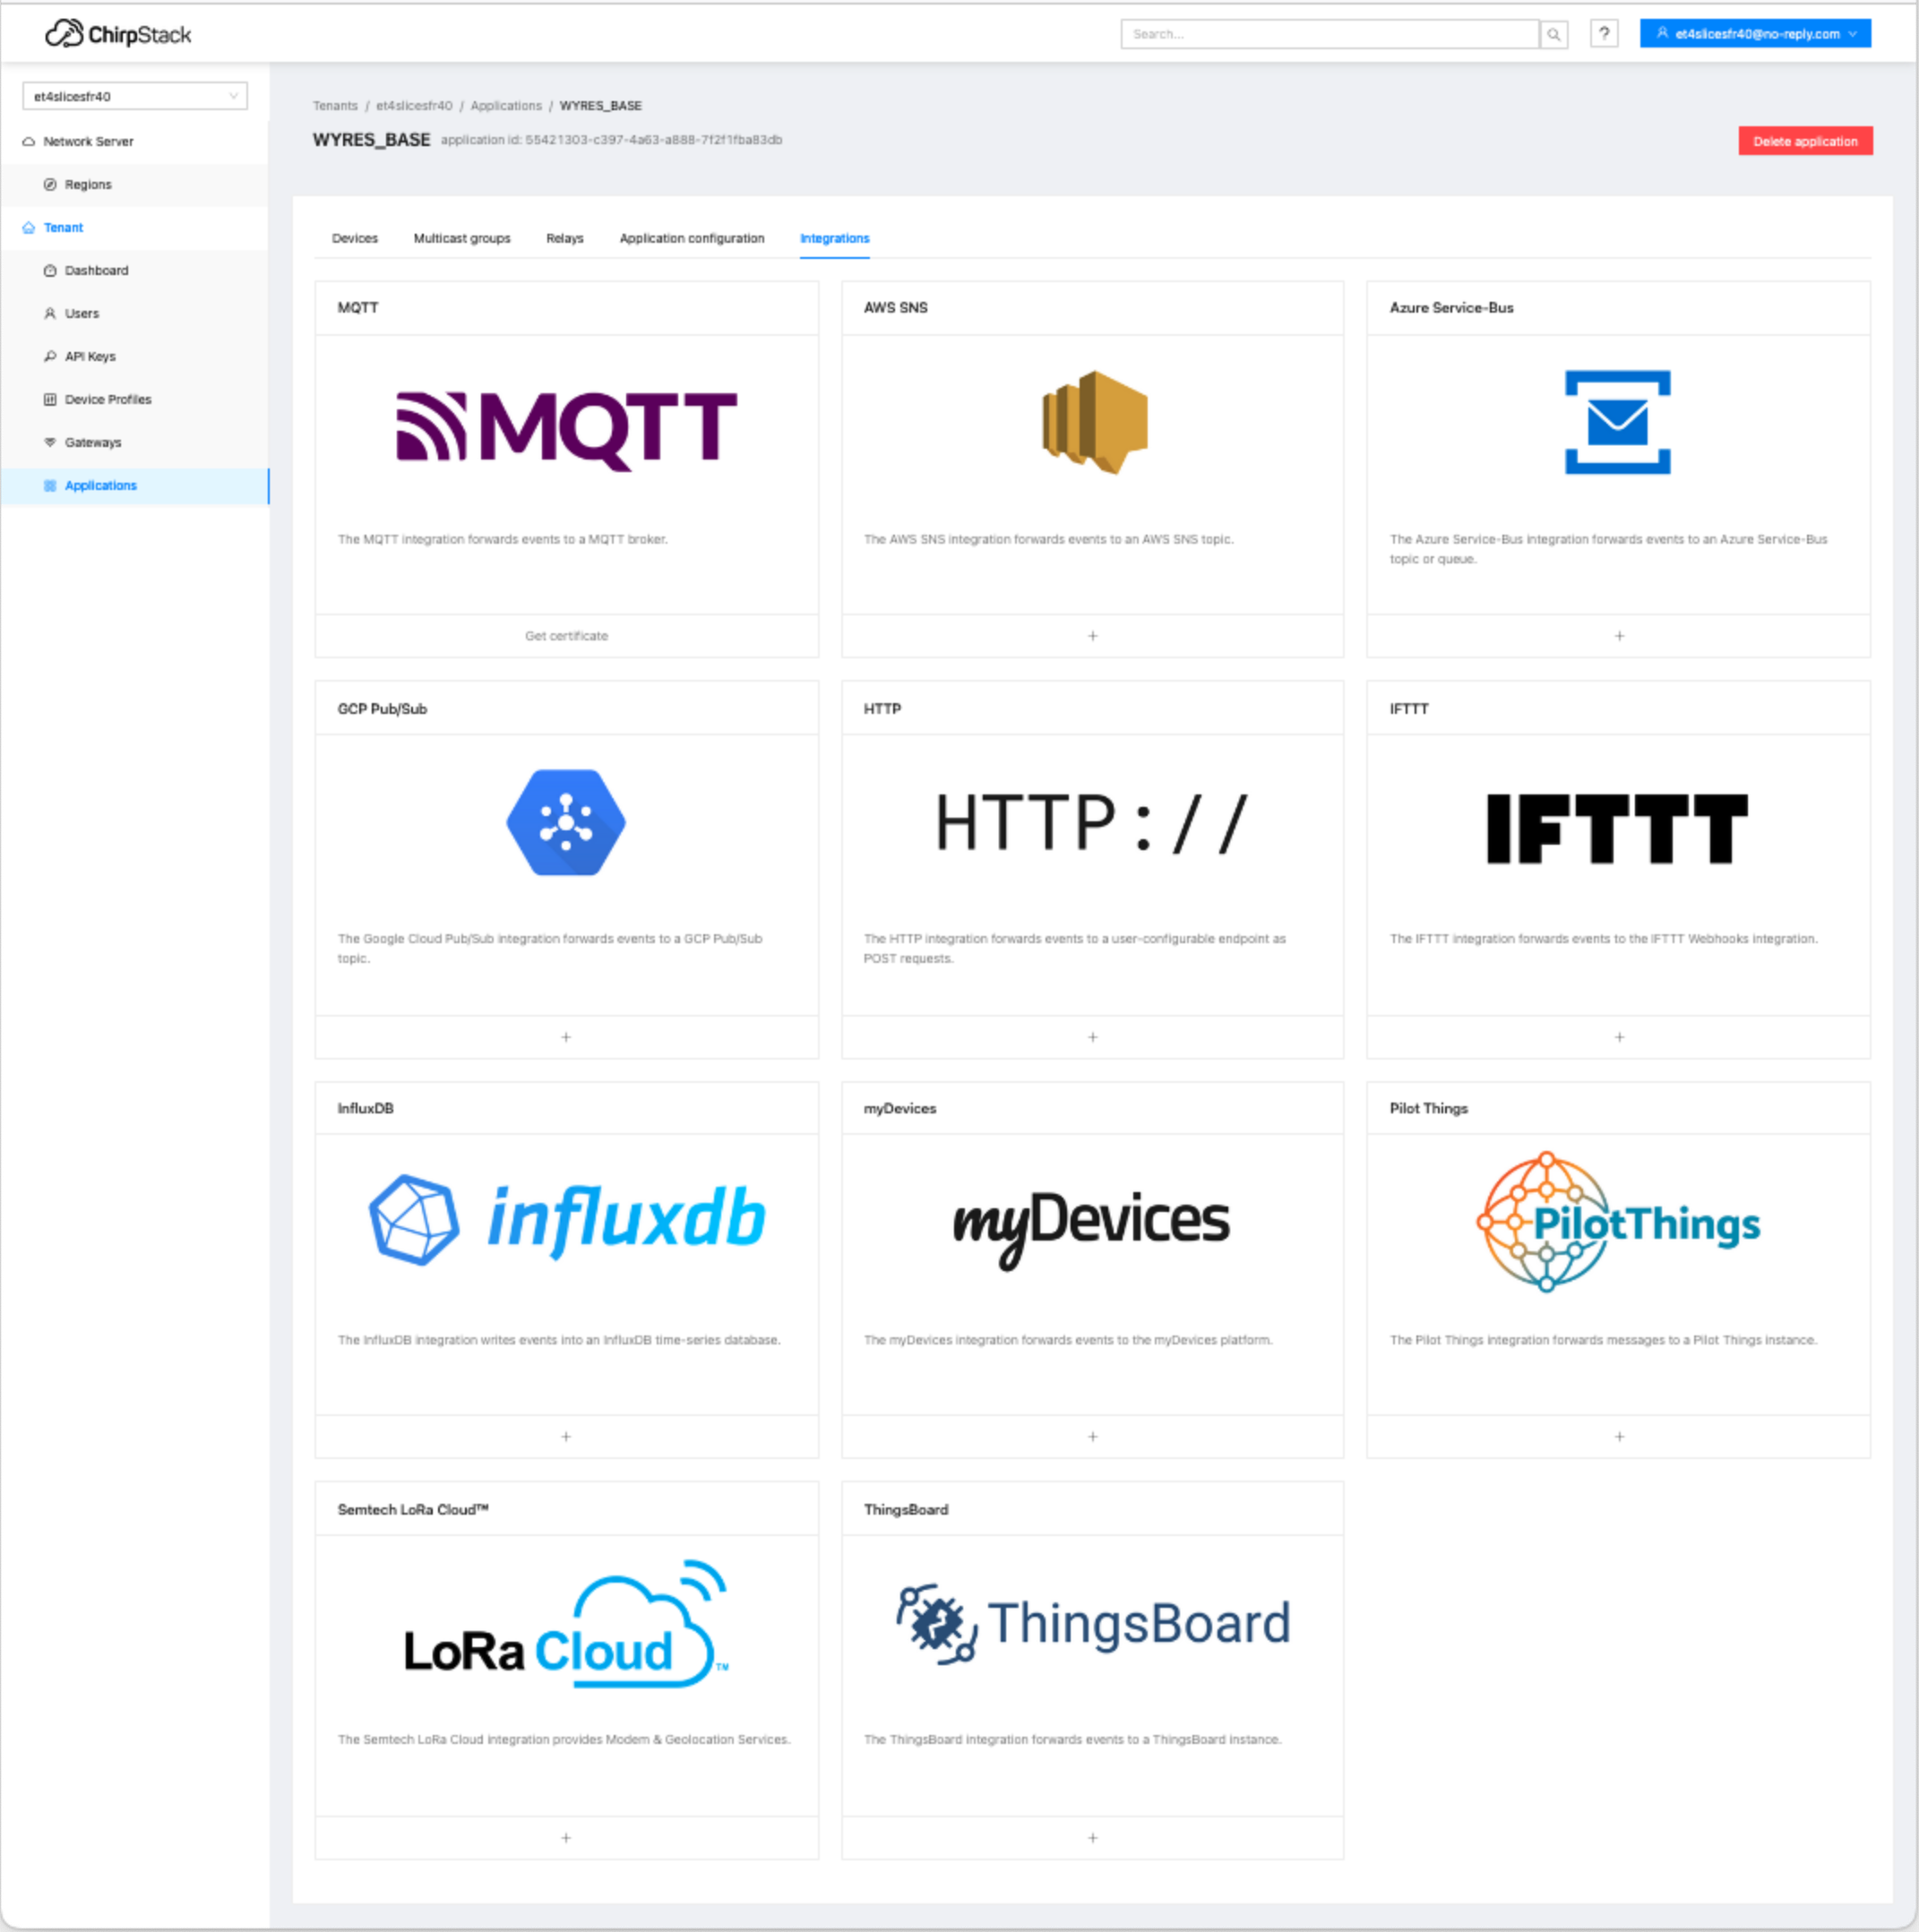 ChirpStack
Search...
?
et4slicesfr40@no-reply.com
et4slicesfr40
Network Server
Regions
Tenant
Dashboard
Users
API Keys
Device Profiles
Gateways
Applications
Tenants / et4slicesfr40 / Applications / WYRES_BASE
WYRES_BASE application id: 55421303-c397-4a63-a888-7f2f1fba83db
Delete application
Devices Multicast groups Relays Application configuration Integrations
MQTT
MQTT
The MQTT integration forwards events to a MQTT broker.
Get certificate
AWS SNS
The AWS SNS integration forwards events to an AWS SNS topic.
+
Azure Service-Bus
The Azure Service-Bus integration forwards events to an Azure Service-Bus
topic or queue.
+
GCP Pub/Sub
The Google Cloud Pub/Sub integration forwards events to a GCP Pub/Sub
topic.
+
HTTP
HTTP://
The HTTP integration forwards events to a user-configurable endpoint as
POST requests.
+
IFTTT
IFTTT
The IFTTT integration forwards events to the IFTTT Webhooks integration.
+
InfluxDB
influxdb
The InfluxDB integration writes events into an InfluxDB time-series database.
+
myDevices
myDevices
The myDevices integration forwards events to the myDevices platform.
+
Pilot Things
PilotThings
The Pilot Things integration forwards messages to a Pilot Things instance.
+
Semtech LoRa Cloud™
LoRa Cloud™
The Semtech LoRa Cloud integration provides Modem & Geolocation Services.
+
ThingsBoard
ThingsBoard
The ThingsBoard integration forwards events to a ThingsBoard instance.
+